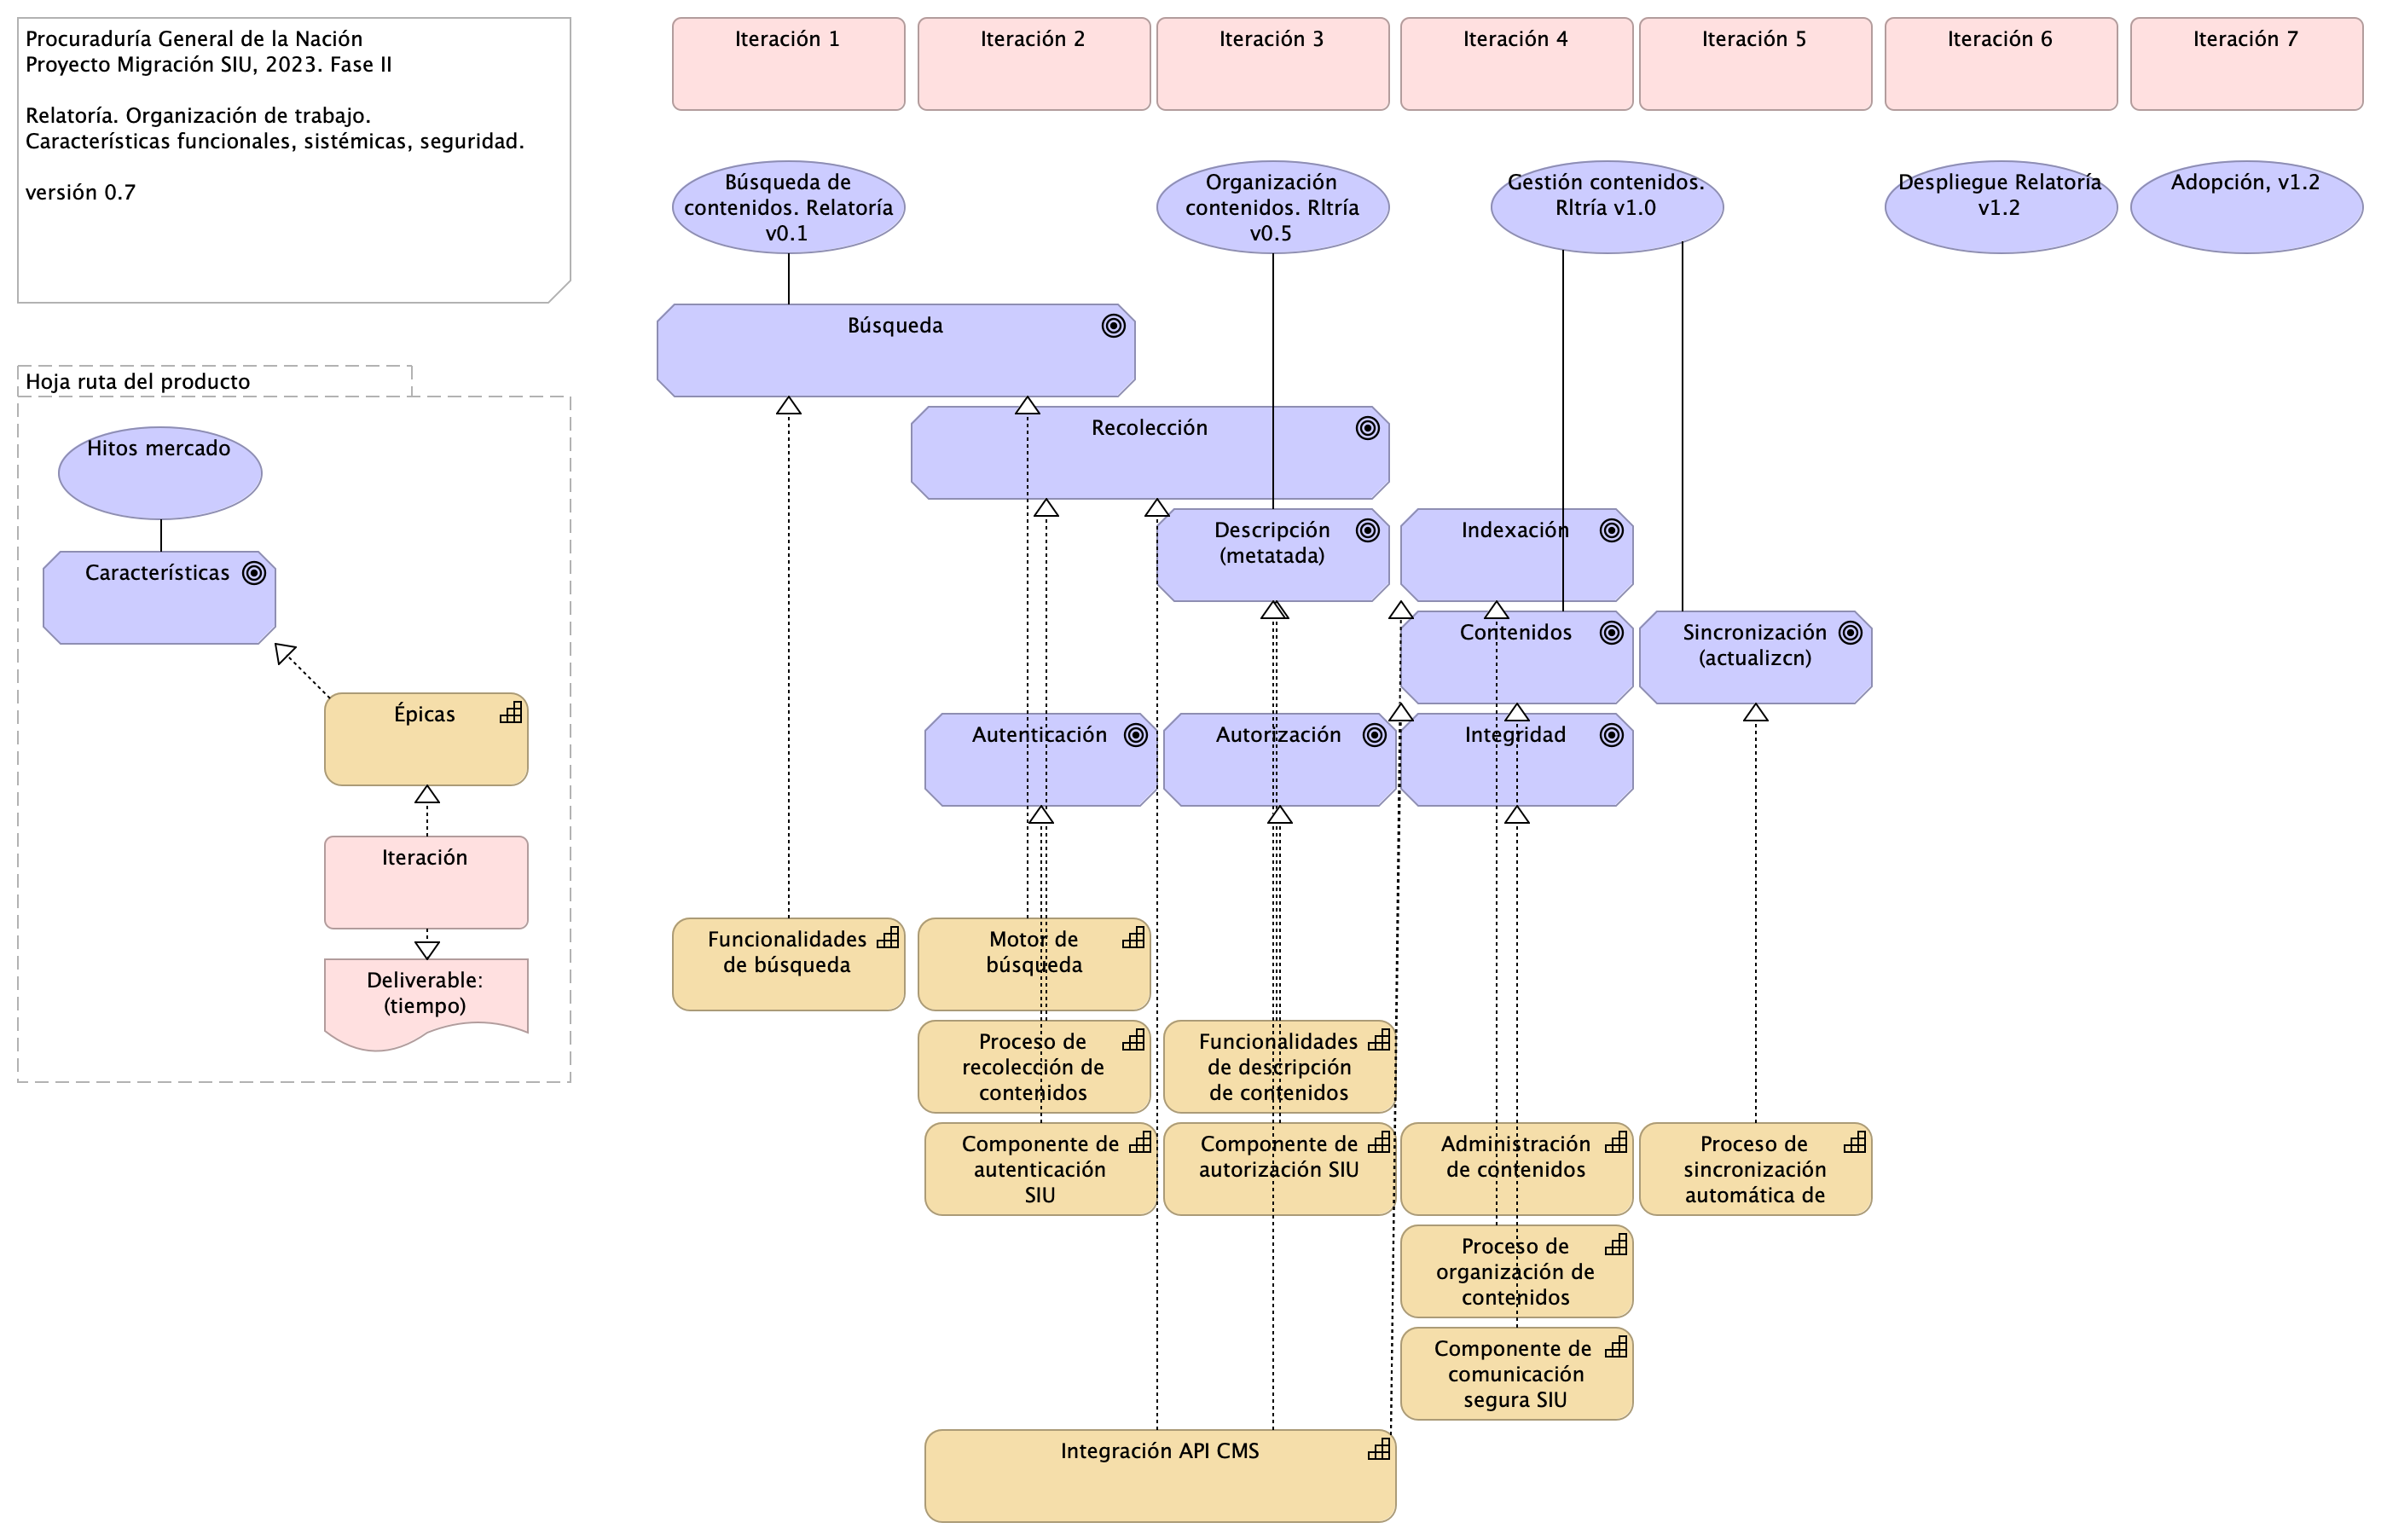 Procuraduría General de la Nación
Proyecto Migración SIU, 2023. Fase II
Relatoría. Organización de trabajo.
Características funcionales, sistémicas, seguridad.
versión 0.7
Hoja ruta del producto
Hitos mercado
Características
Épicas
Iteración
Deliverable:
(tiempo)
Iteración 1
Iteración 2
Iteración 3
Iteración 4
Iteración 5
Iteración 6
Iteración 7
Búsqueda de
contenidos. Relatoría
v0.1
Organización
contenidos. Rltría
v0.5
Gestión contenidos.
Rltría v1.0
Despliegue Relatoría
v1.2
Adopción, v1.2
Búsqueda
Recolección
Descripción
(metatada)
Indexación
Contenidos
Sincronización
(actualizcn)
Autenticación
Autorización
Integridad
Funcionalidades
de búsqueda
Motor de
búsqueda
Proceso de
recolección de
contenidos
Funcionalidades
de descripción
de contenidos
Componente de
autenticación
SIU
Componente de
autorización SIU
Administración
de contenidos
Proceso de
sincronización
automática de
Proceso de
organización de
contenidos
Componente de
comunicación
segura SIU
Integración API CMS